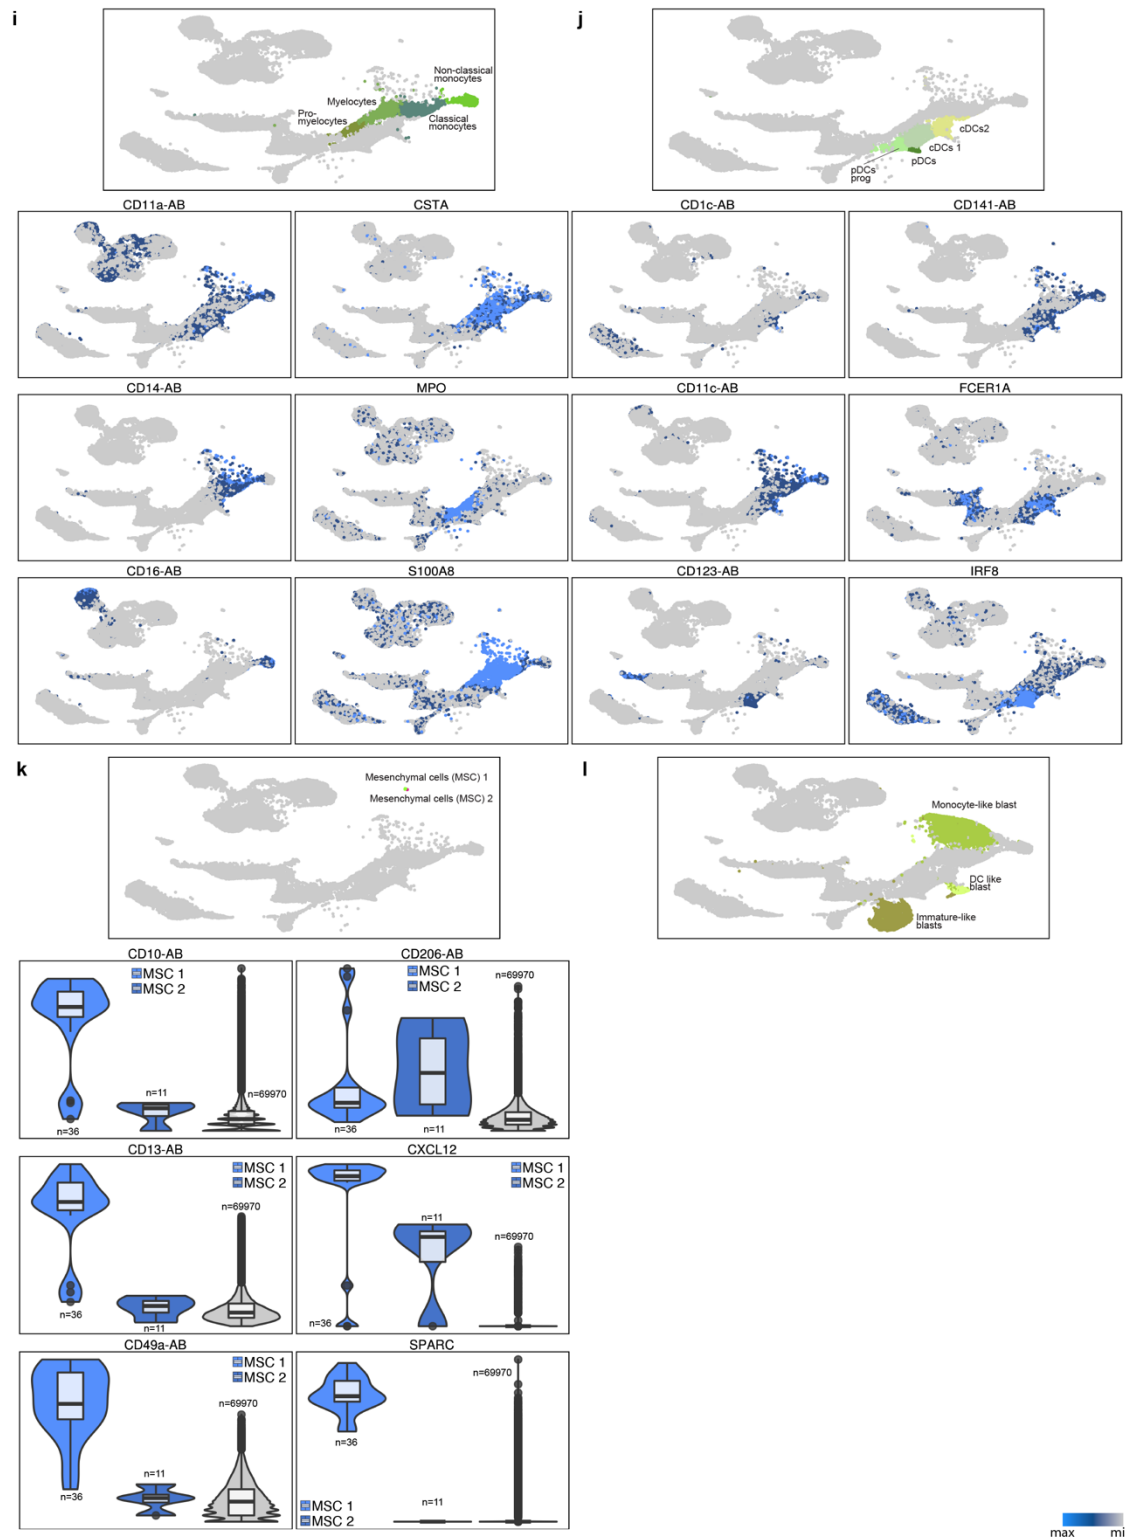 i
Non-classical
monocytes
Myelocytes
Pro-
myelocytes
Classical
monocytes
j
cDCs2
cDCs 1
pDCs
pDCs
prog
CD11a-AB
CSTA
CD1c-AB
CD141-AB
CD14-AB
MPO
CD11c-AB
FCER1A
CD16-AB
S100A8
CD123-AB
IRF8
k
Mesenchymal cells (MSC) 1
Mesenchymal cells (MSC) 2
l
Monocyte-like blast
DC like
blast
Immature-like
blasts
CD10-AB
MSC 1
MSC 2
n=36
n=11
n=69970
CD206-AB
MSC 1
MSC 2
n=36
n=11
n=69970
CD13-AB
MSC 1
MSC 2
n=36
n=11
n=69970
CXCL12
MSC 1
MSC 2
n=36
n=11
n=69970
CD49a-AB
MSC 1
MSC 2
n=36
n=11
n=69970
SPARC
n=69970
n=36
n=11
MSC 1
MSC 2
max
mi